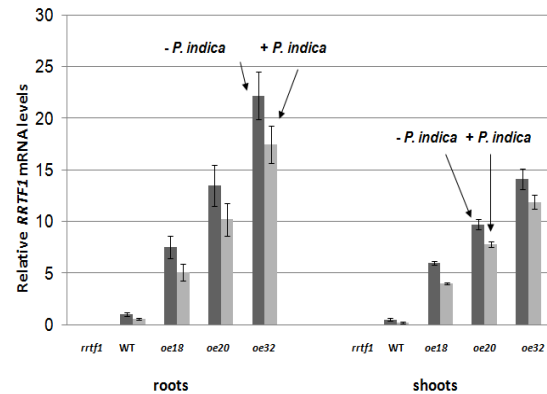 Relative RRTF1 mRNA levels
30
25
20
15
10
5
0
- P. indica + P. indica
- P. indica + P. indica
rrtf1 WT oe18 oe20 oe32 rrtf1 WT oe18 oe20 oe32
roots shoots